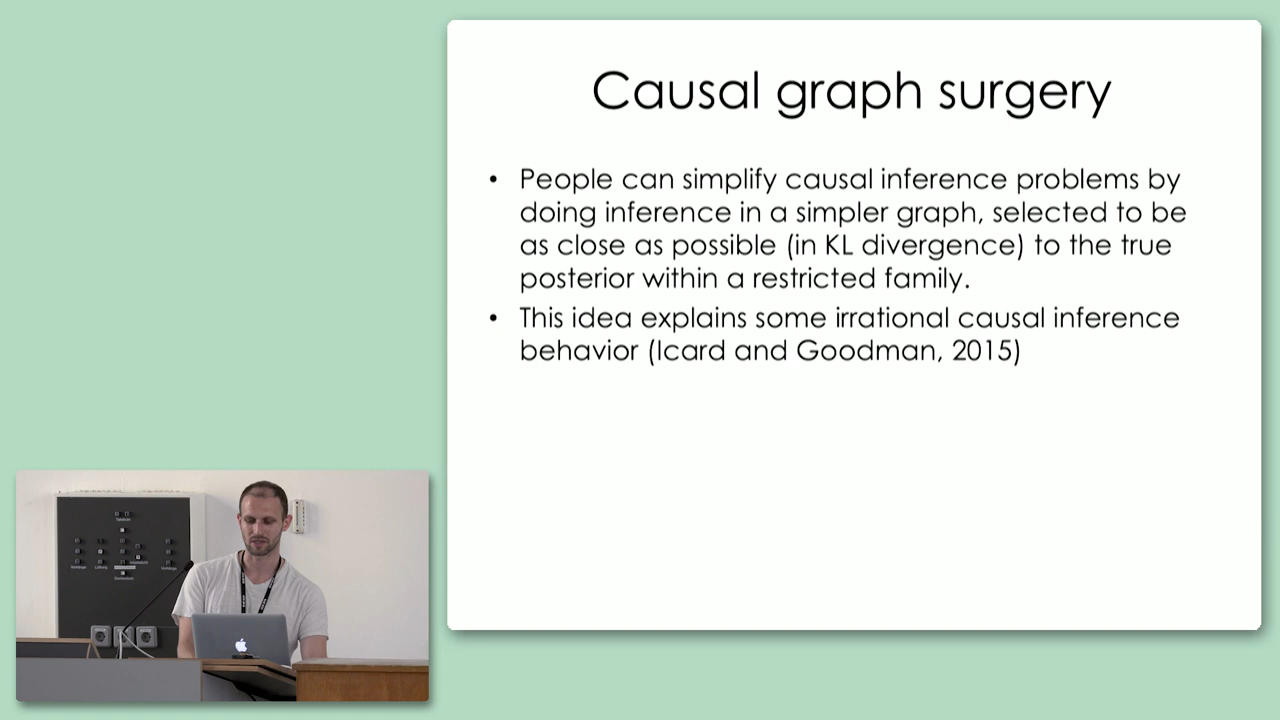 Causal graph surgery
• People can simplify causal inference problems by
doing inference in a simpler graph, selected to be
as close as possible (in KL divergence) to the true
posterior within a restricted family.
• This idea explains some irrational causal inference
behavior (Icard and Goodman, 2015)